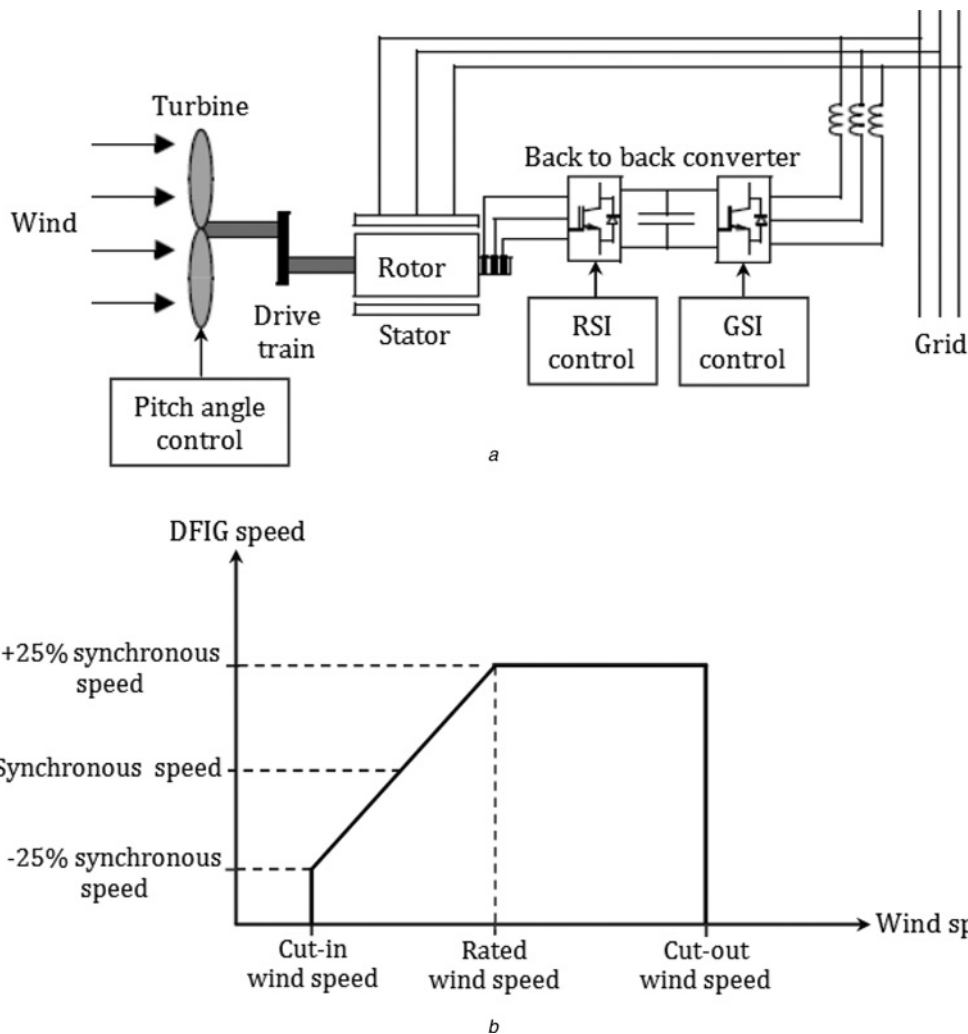 Turbine
Back to back converter
Wind
Rotor
Drive
train
Stator
RSI
control
GSI
control
Grid
Pitch angle
control
a
DFIG speed
+25% synchronous
speed
Synchronous speed
-25% synchronous
speed
Wind sp
Cut-in
wind speed
Rated
wind speed
Cut-out
wind speed
b